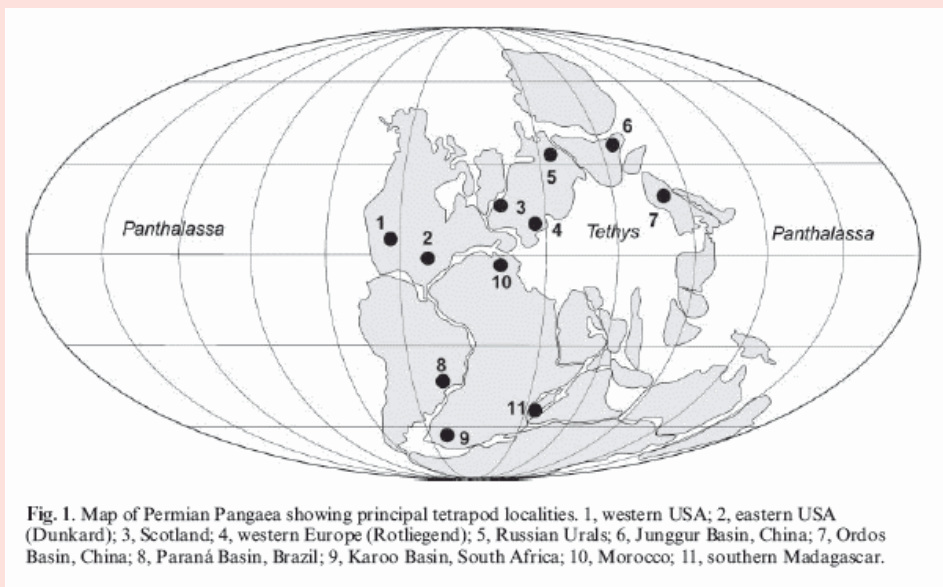 6
5
3
1
Panthalassa
4
Tethys
7
Panthalassa
2
10
8
11
9
Fig. 1. Map of Permian Pangaea showing principal tetrapod localities. 1, western USA; 2, eastern USA
(Dunkard); 3, Scotland; 4, western Europe (Rotliegend); 5, Russian Urals; 6, Junggur Basin, China; 7, Ordos
Basin, China; 8, Paraná Basin, Brazil; 9, Karoo Basin, South Africa; 10, Morocco; 11, southern Madagascar.